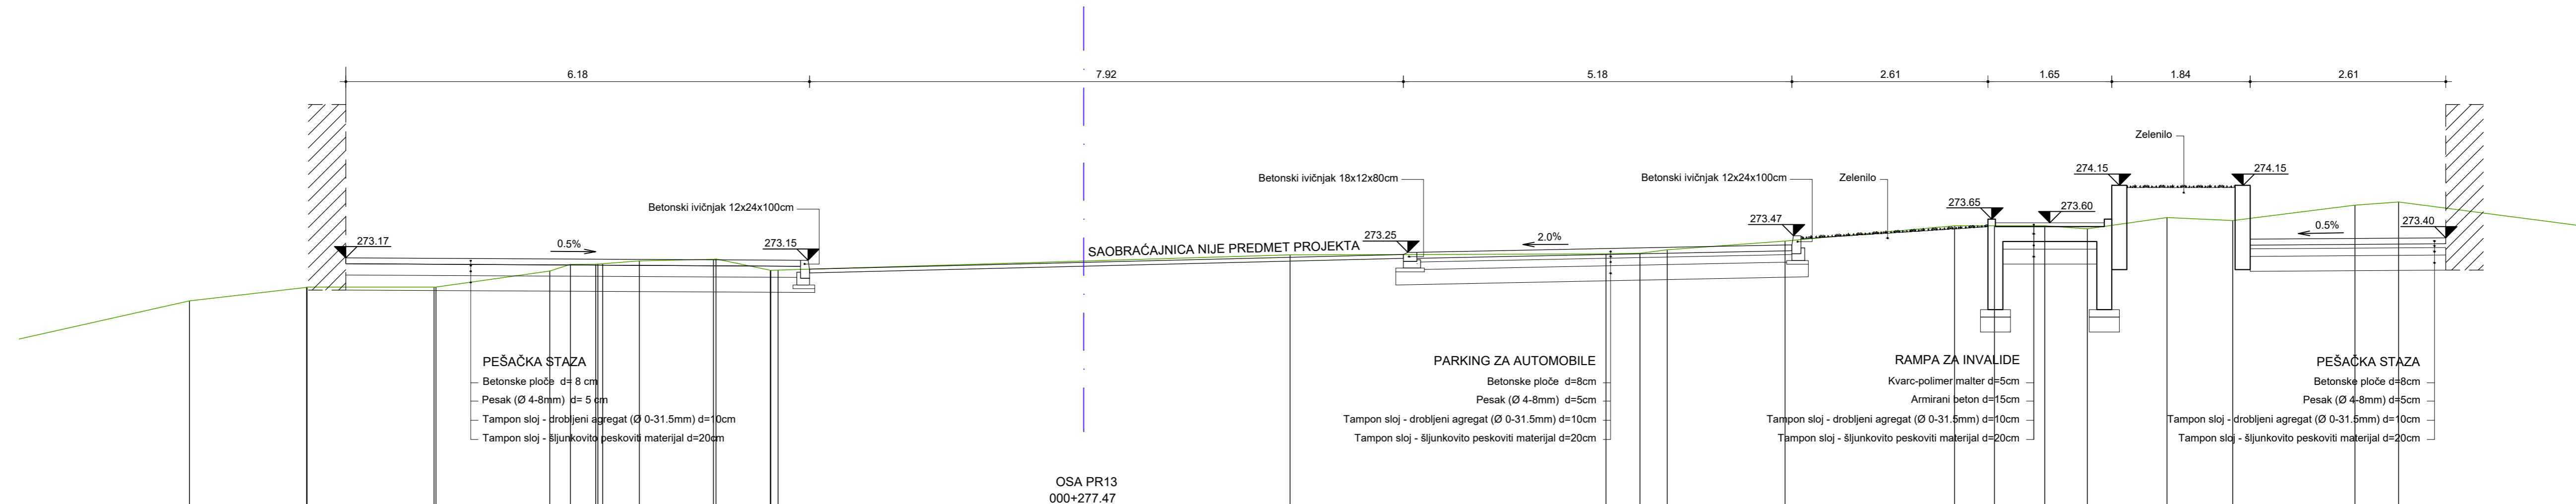 6.18
7.92
5.18
2.61
1.65
1.84
2.61
Zelenilo
Betonski ivičnjak 18x12x80cm
Betonski ivičnjak 12x24x100cm
Zelenilo
274.15
274.15
Betonski ivičnjak 12x24x100cm
273.65
273.60
273.47
273.40
273.17
0.5%
273.15
SAOBRAĆAJNICA NIJE PREDMET PROJEKTA
273.25
2.0%
0.5%
PEŠAČKA STAZA
Betonske ploče d= 8 cm
Pesak (Ø 4-8mm) d= 5 cm
Tampon sloj - drobljeni agregat (Ø 0-31.5mm) d=10cm
Tampon sloj - šljunkovito peskoviti materijal d=20cm
PARKING ZA AUTOMOBILE
Betonske ploče d=8cm
Pesak (Ø 4-8mm) d=5cm
Tampon sloj - drobljeni agregat (Ø 0-31.5mm) d=10cm
Tampon sloj - šljunkovito peskoviti materijal d=20cm
RAMPA ZA INVALIDE
Kvarc-polimer malter d=5cm
Armirani beton d=15cm
Tampon sloj - drobljeni agregat (Ø 0-31.5mm) d=10cm
Tampon sloj - šljunkovito peskoviti materijal d=20cm
PEŠAČKA STAZA
Betonske ploče d=8cm
Pesak (Ø 4-8mm) d=5cm
Tampon sloj - drobljeni agregat (Ø 0-31.5mm) d=10cm
Tampon sloj - šljunkovito peskoviti materijal d=20cm
OSA PR13
000+277.47